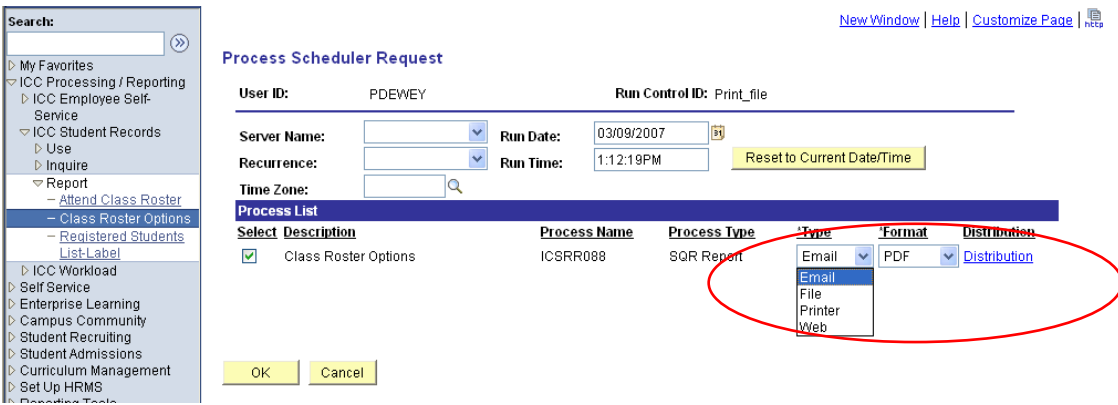 Search:
New Window | Help | Customize Page | http
My Favorites
ICC Processing / Reporting
ICC Employee Self-
Service
ICC Student Records
Use
Inquire
Report
Attend Class Roster
Class Roster Options
Registered Students
List-Label
ICC Workload
Self Service
Enterprise Learning
Campus Community
Student Recruiting
Student Admissions
Curriculum Management
Set Up HRMS
Reporting Tools
Process Scheduler Request
User ID: PDEWEY Run Control ID: Print_file
Server Name: Run Date: 03/09/2007 31
Recurrence: Run Time: 1:12:19PM Reset to Current Date/Time
Time Zone:
Process List
Select Description Process Name Process Type *Type *Format Distribution
Class Roster Options ICSRR088 SQR Report Email PDF Distribution
Email
File
Printer
Web
OK Cancel